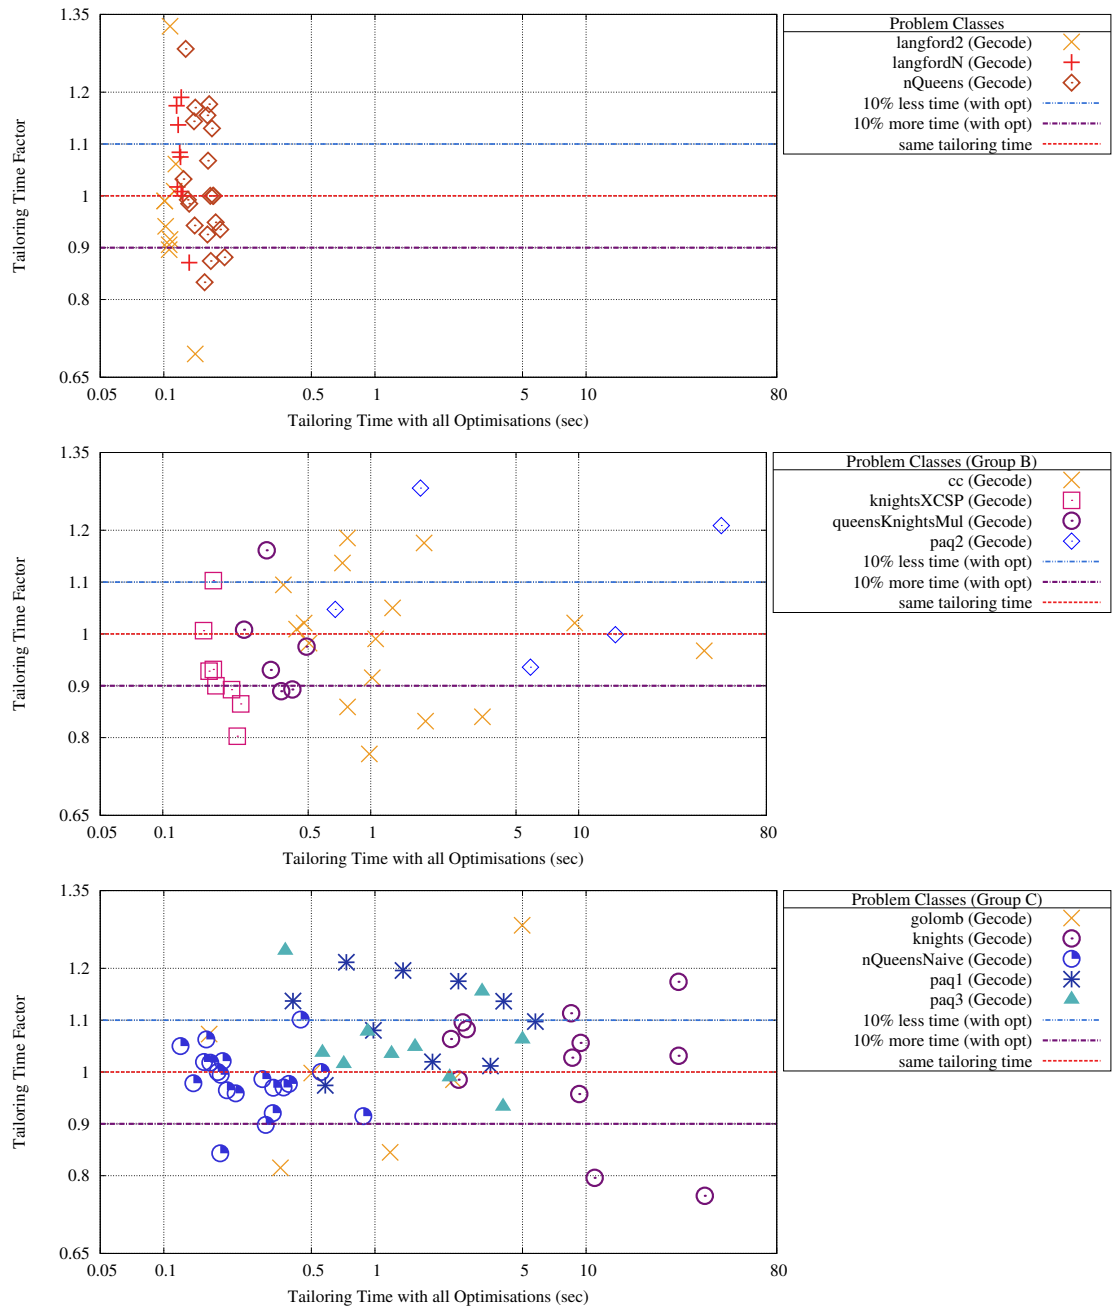 1.35
1.2
1.1
1
0.9
0.8
0.65
0.05 0.1 0.5 1 5 10 80
Tailoring Time Factor
Tailoring Time with all Optimisations (sec)
Problem Classes
langford2 (Gecode)
langfordN (Gecode)
nQueens (Gecode)
10% less time (with opt)
10% more time (with opt)
same tailoring time
1.35
1.2
1.1
1
0.9
0.8
0.65
0.05 0.1 0.5 1 5 10 80
Tailoring Time Factor
Tailoring Time with all Optimisations (sec)
Problem Classes (Group B)
cc (Gecode)
knightsXCSP (Gecode)
queensKnightsMul (Gecode)
paq2 (Gecode)
10% less time (with opt)
10% more time (with opt)
same tailoring time
1.35
1.2
1.1
1
0.9
0.8
0.65
0.05 0.1 0.5 1 5 10 80
Tailoring Time Factor
Tailoring Time with all Optimisations (sec)
Problem Classes (Group C)
golomb (Gecode)
knights (Gecode)
nQueensNaive (Gecode)
paq1 (Gecode)
paq3 (Gecode)
10% less time (with opt)
10% more time (with opt)
same tailoring time